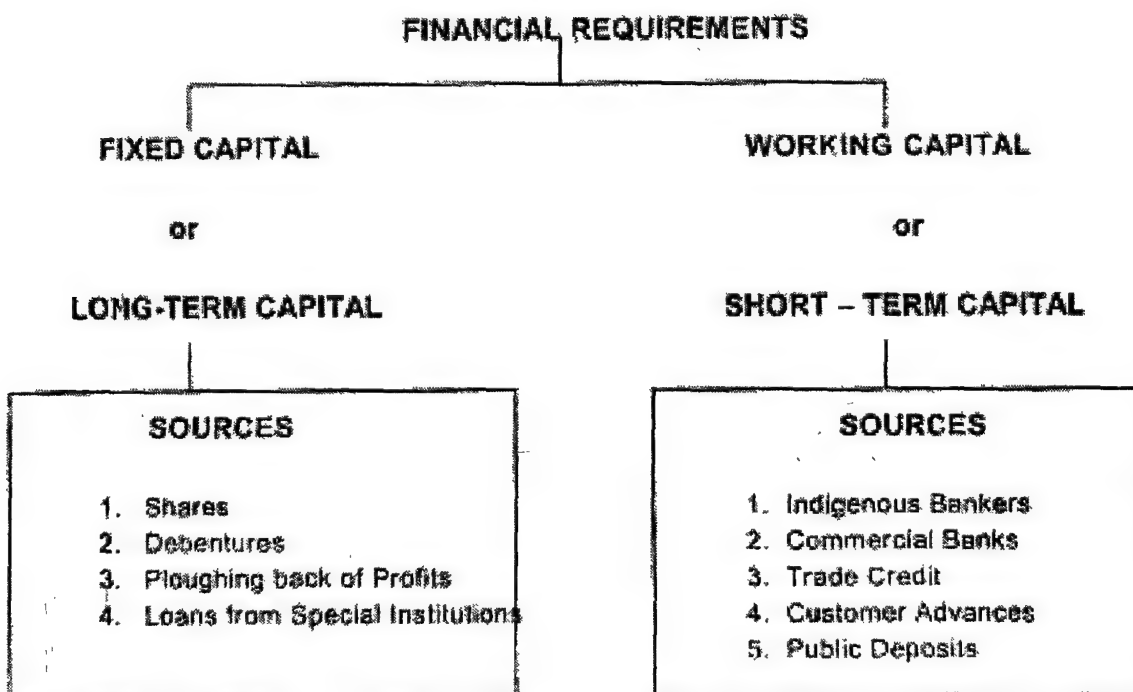 FINANCIAL REQUIREMENTS
FIXED CAPITAL
or
LONG-TERM CAPITAL
SOURCES
1. Shares
2. Debentures
3. Ploughing back of Profits
4. Loans from Special Institutions
WORKING CAPITAL
or
SHORT – TERM CAPITAL
SOURCES
1. Indigenous Bankers
2. Commercial Banks
3. Trade Credit
4. Customer Advances
5. Public Deposits